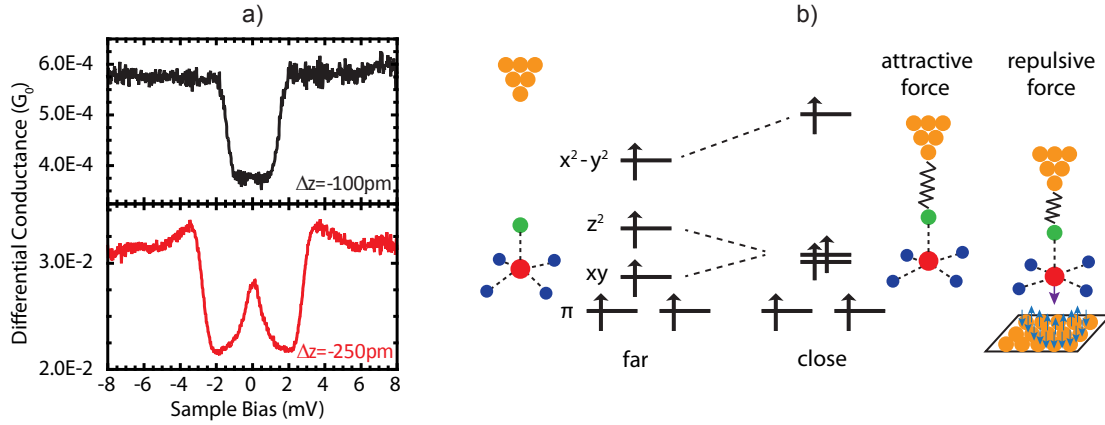 a)
Differential Conductance (G₀)
6.0E-4
5.0E-4
4.0E-4
Δz=-100pm
3.0E-2
2.0E-2
Δz=-250pm
-8 -6 -4 -2 0 2 4 6 8
Sample Bias (mV)
b)
attractive force
repulsive force
x² - y²
z²
xy
π
far
close